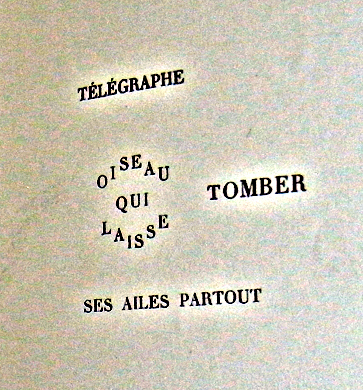 TÉLÉGRAPHE
OISEAU
QUI
LAISSE
TOMBER
SES AILES PARTOUT